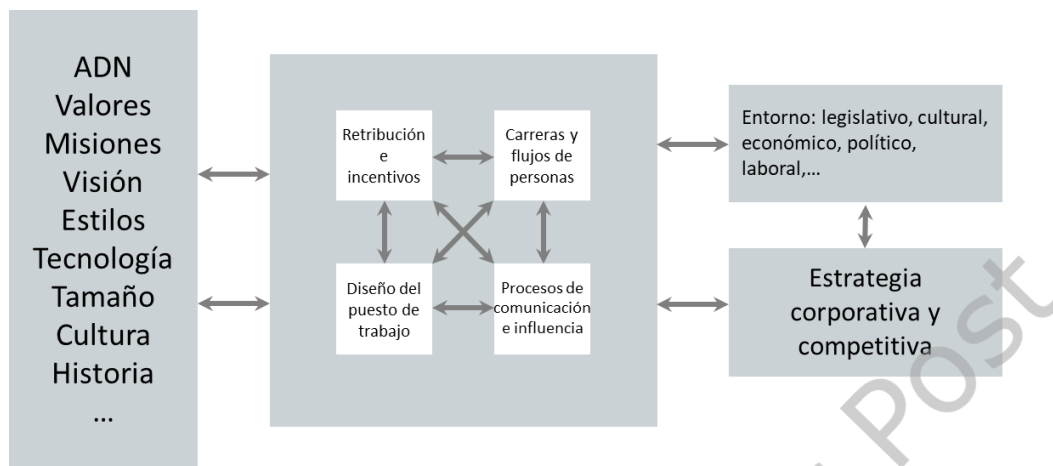 ADN
Valores
Misiones
Visión
Estilos
Tecnología
Tamaño
Cultura
Historia
...
Retribución
e
incentivos
Carreras y
flujos de
personas
Diseño del
puesto de
trabajo
Procesos de
comunicación
e influencia
Entorno: legislativo, cultural,
económico, político,
laboral,...
Estrategia
corporativa y
competitiva
Post